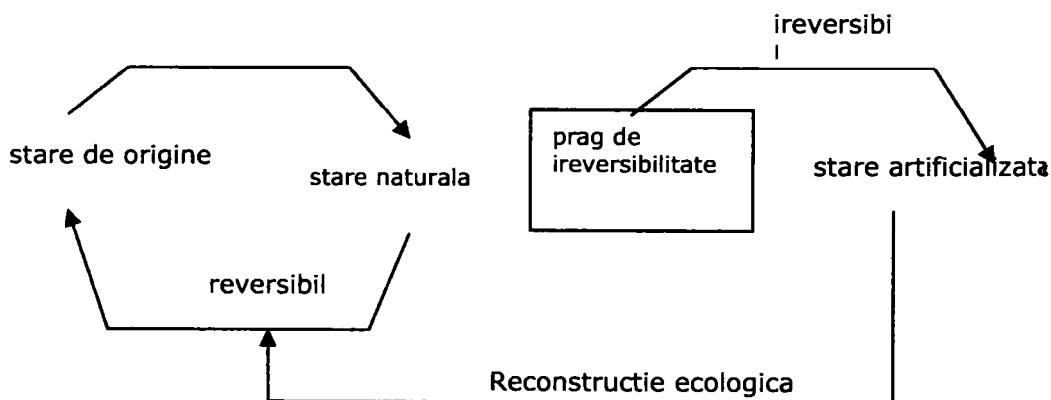 ireversibi
l
stare de origine
stare naturala
prag de
ireversibilitate
stare artificializata
reversibil
Reconstructie ecologica